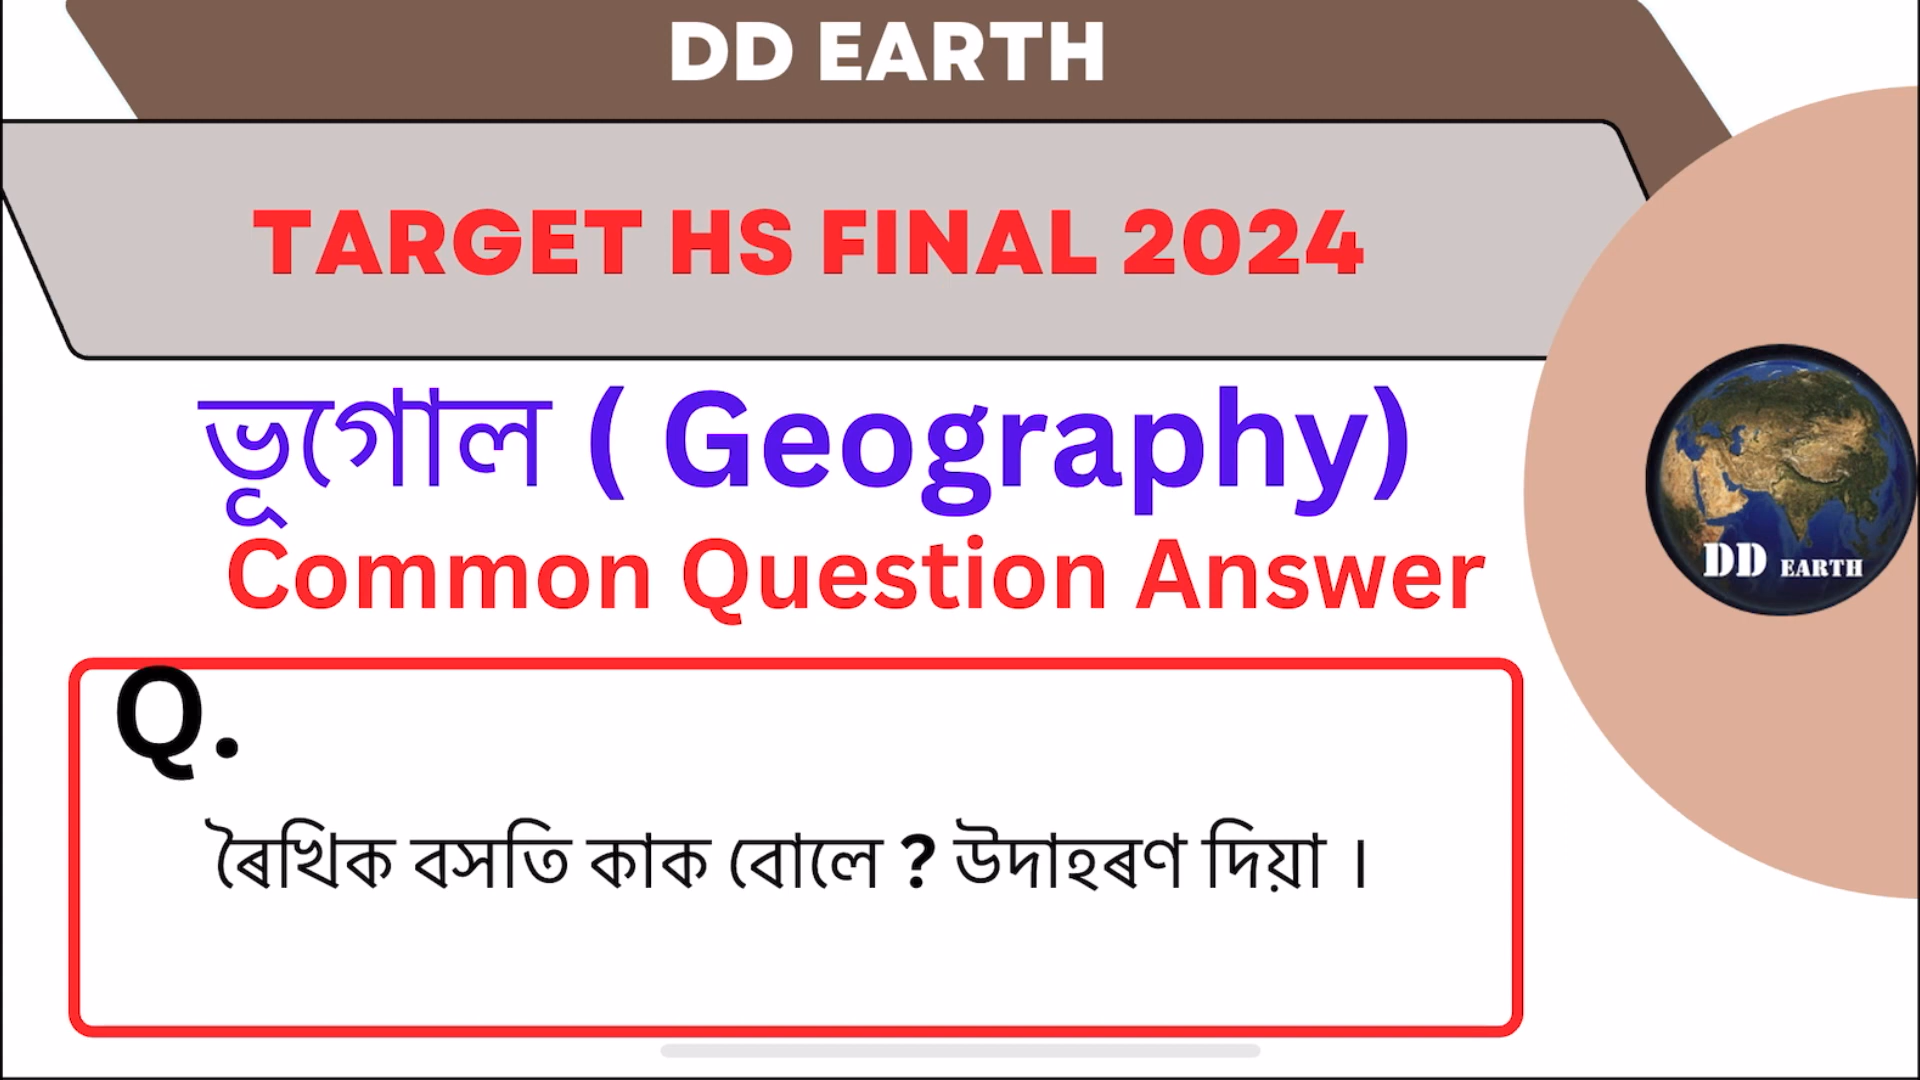 DD EARTH
TARGET HS FINAL 2024
ভূগোল ( Geography)
Common Question Answer
Q.
ৰৈখিক বসতি কাক বোলে ? উদাহৰণ দিয়া ।
DD EARTH